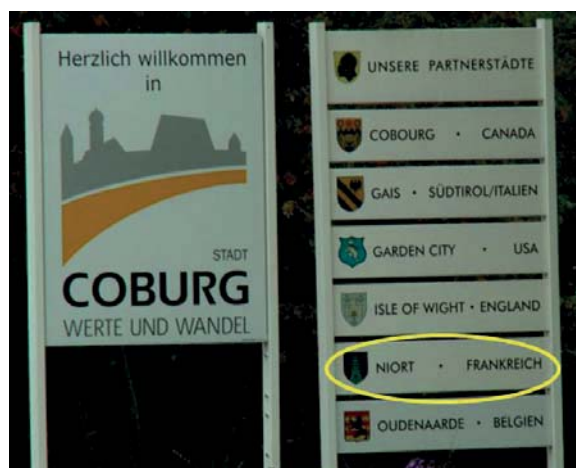 Herzlich willkommen
in
STADT
COBURG
WERTE UND WANDEL
UNSERE PARTNERSTÄDTE
COBOURG · CANADA
GAIS · SÜDTIROL/ITALIEN
GARDEN CITY · USA
ISLE OF WIGHT · ENGLAND
NIORT · FRANKREICH
OUDENAARDE · BELGIEN